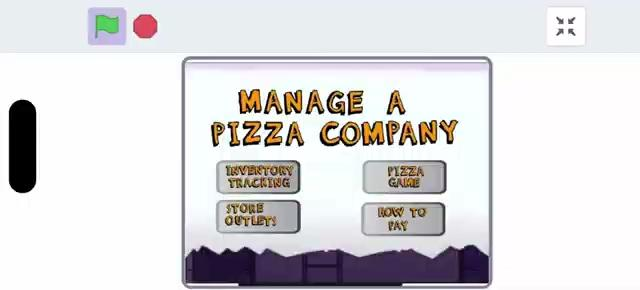 MANAGE A
PIZZA COMPANY
INVENTORY
TRACKING
PIZZA
GAME
STORE
OUTLETS
HOW TO
PAY